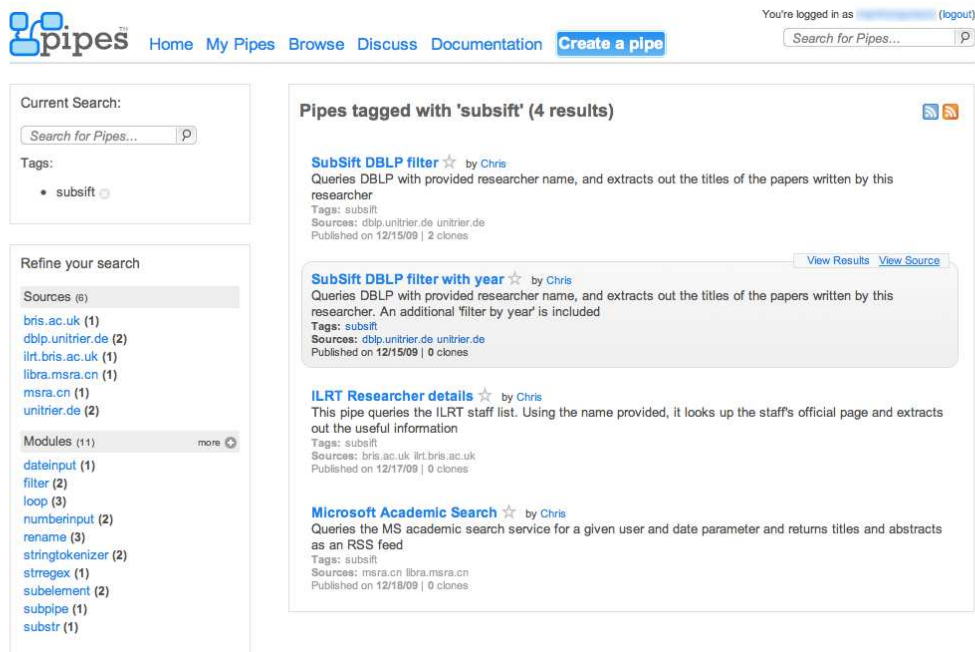 You're logged in as (logout)
pipes™
Home My Pipes Browse Discuss Documentation Create a pipe
Search for Pipes...
Current Search:
Search for Pipes...
Tags:
• subsift
Refine your search
Sources (6)
bris.ac.uk (1)
dblp.unitrier.de (2)
ilrt.bris.ac.uk (1)
libra.msra.cn (1)
msra.cn (1)
unitrier.de (2)
Modules (11) more
dateinput (1)
filter (2)
loop (3)
numberinput (2)
rename (3)
stringtokenizer (2)
strregex (1)
subelement (2)
subpipe (1)
substr (1)
Pipes tagged with 'subsift' (4 results)
SubSift DBLP filter by Chris
Queries DBLP with provided researcher name, and extracts out the titles of the papers written by this
researcher
Tags: subsift
Sources: dblp.unitrier.de unitrier.de
Published on 12/15/09 | 2 clones
View Results View Source
SubSift DBLP filter with year by Chris
Queries DBLP with provided researcher name, and extracts out the titles of the papers written by this
researcher. An additional 'filter by year' is included
Tags: subsift
Sources: dblp.unitrier.de unitrier.de
Published on 12/15/09 | 0 clones
ILRT Researcher details by Chris
This pipe queries the ILRT staff list. Using the name provided, it looks up the staff's official page and extracts
out the useful information
Tags: subsift
Sources: bris.ac.uk ilrt.bris.ac.uk
Published on 12/17/09 | 0 clones
Microsoft Academic Search by Chris
Queries the MS academic search service for a given user and date parameter and returns titles and abstracts
as an RSS feed
Tags: subsift
Sources: msra.cn libra.msra.cn
Published on 12/18/09 | 0 clones